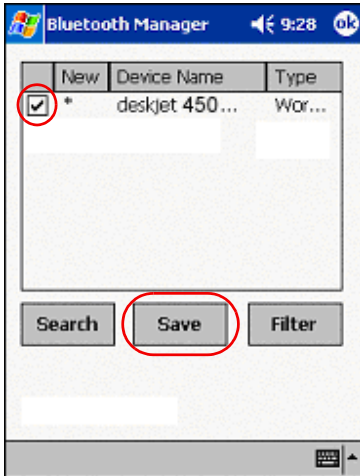 Bluetooth Manager 9:28 ok
New Device Name Type
* deskjet 450... Wor...
Search Save Filter